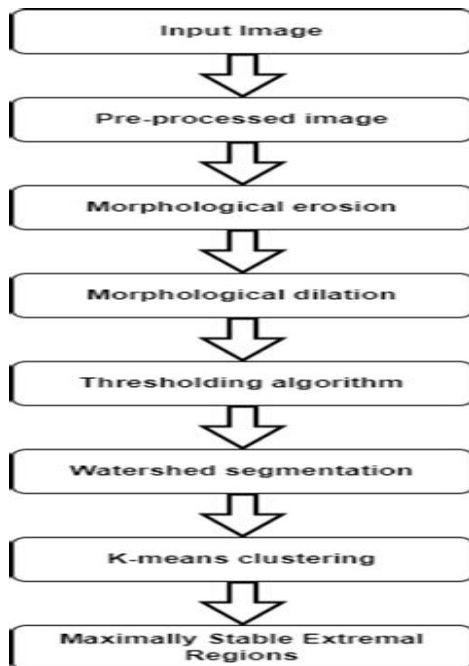 Input Image
Pre-processed image
Morphological erosion
Morphological dilation
Thresholding algorithm
Watershed segmentation
K-means clustering
Maximally Stable Extremal
Regions